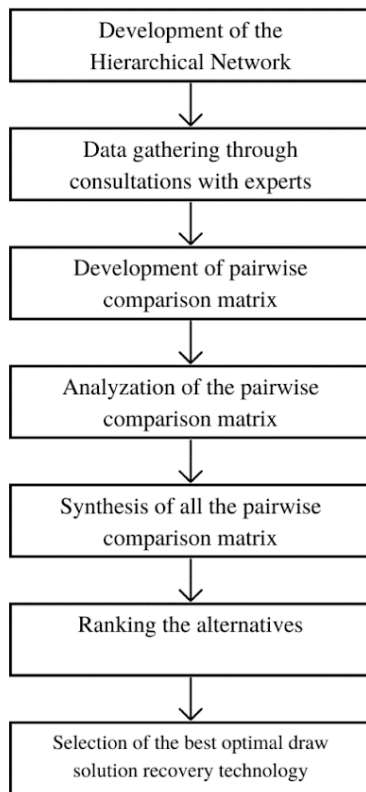 Development of the
Hierarchical Network
Data gathering through
consultations with experts
Development of pairwise
comparison matrix
Analyzation of the pairwise
comparison matrix
Synthesis of all the pairwise
comparison matrix
Ranking the alternatives
Selection of the best optimal draw
solution recovery technology